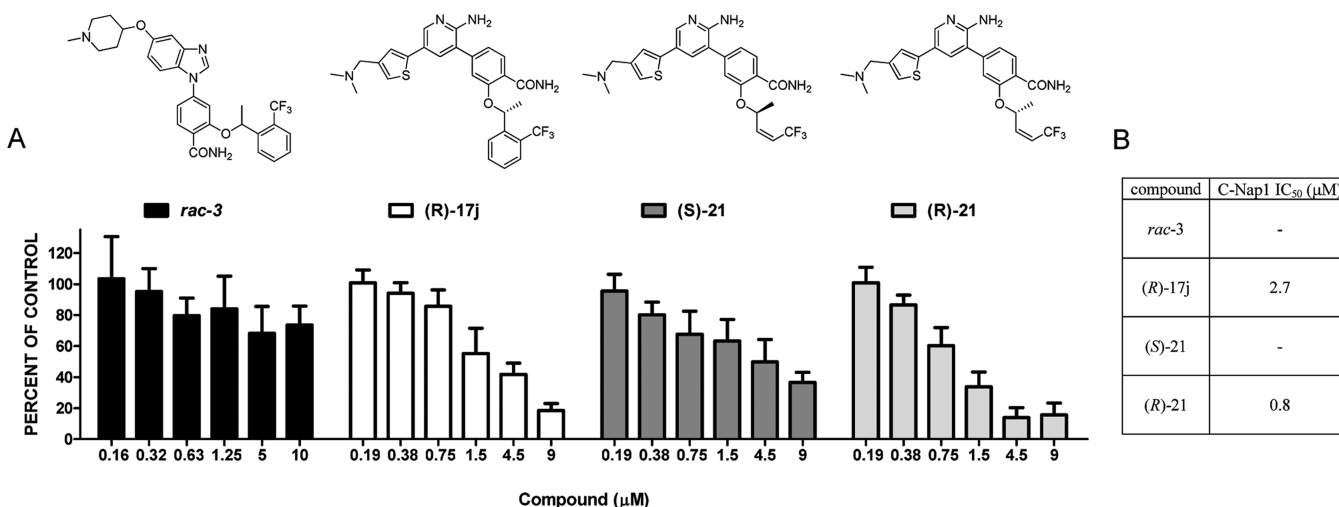 N
NH₂
N
NH₂
N
NH₂
CH₃
O
N
N
N
N
S
O
CF₃
CONH₂
N
S
CONH₂
O
CF₃
N
S
CONH₂
O
CF₃
N
S
CONH₂
O
CF₃
A
B
rac-3
(R)-17j
(S)-21
(R)-21
PERCENT OF CONTROL
120
100
80
60
40
20
0
0.16 0.32 0.63 1.25 5 10
0.19 0.38 0.75 1.5 4.5 9
0.19 0.38 0.75 1.5 4.5 9
0.19 0.38 0.75 1.5 4.5 9
Compound (μM)
compound C-Nap1 IC₅₀ (μM)
rac-3 -
(R)-17j 2.7
(S)-21 -
(R)-21 0.8